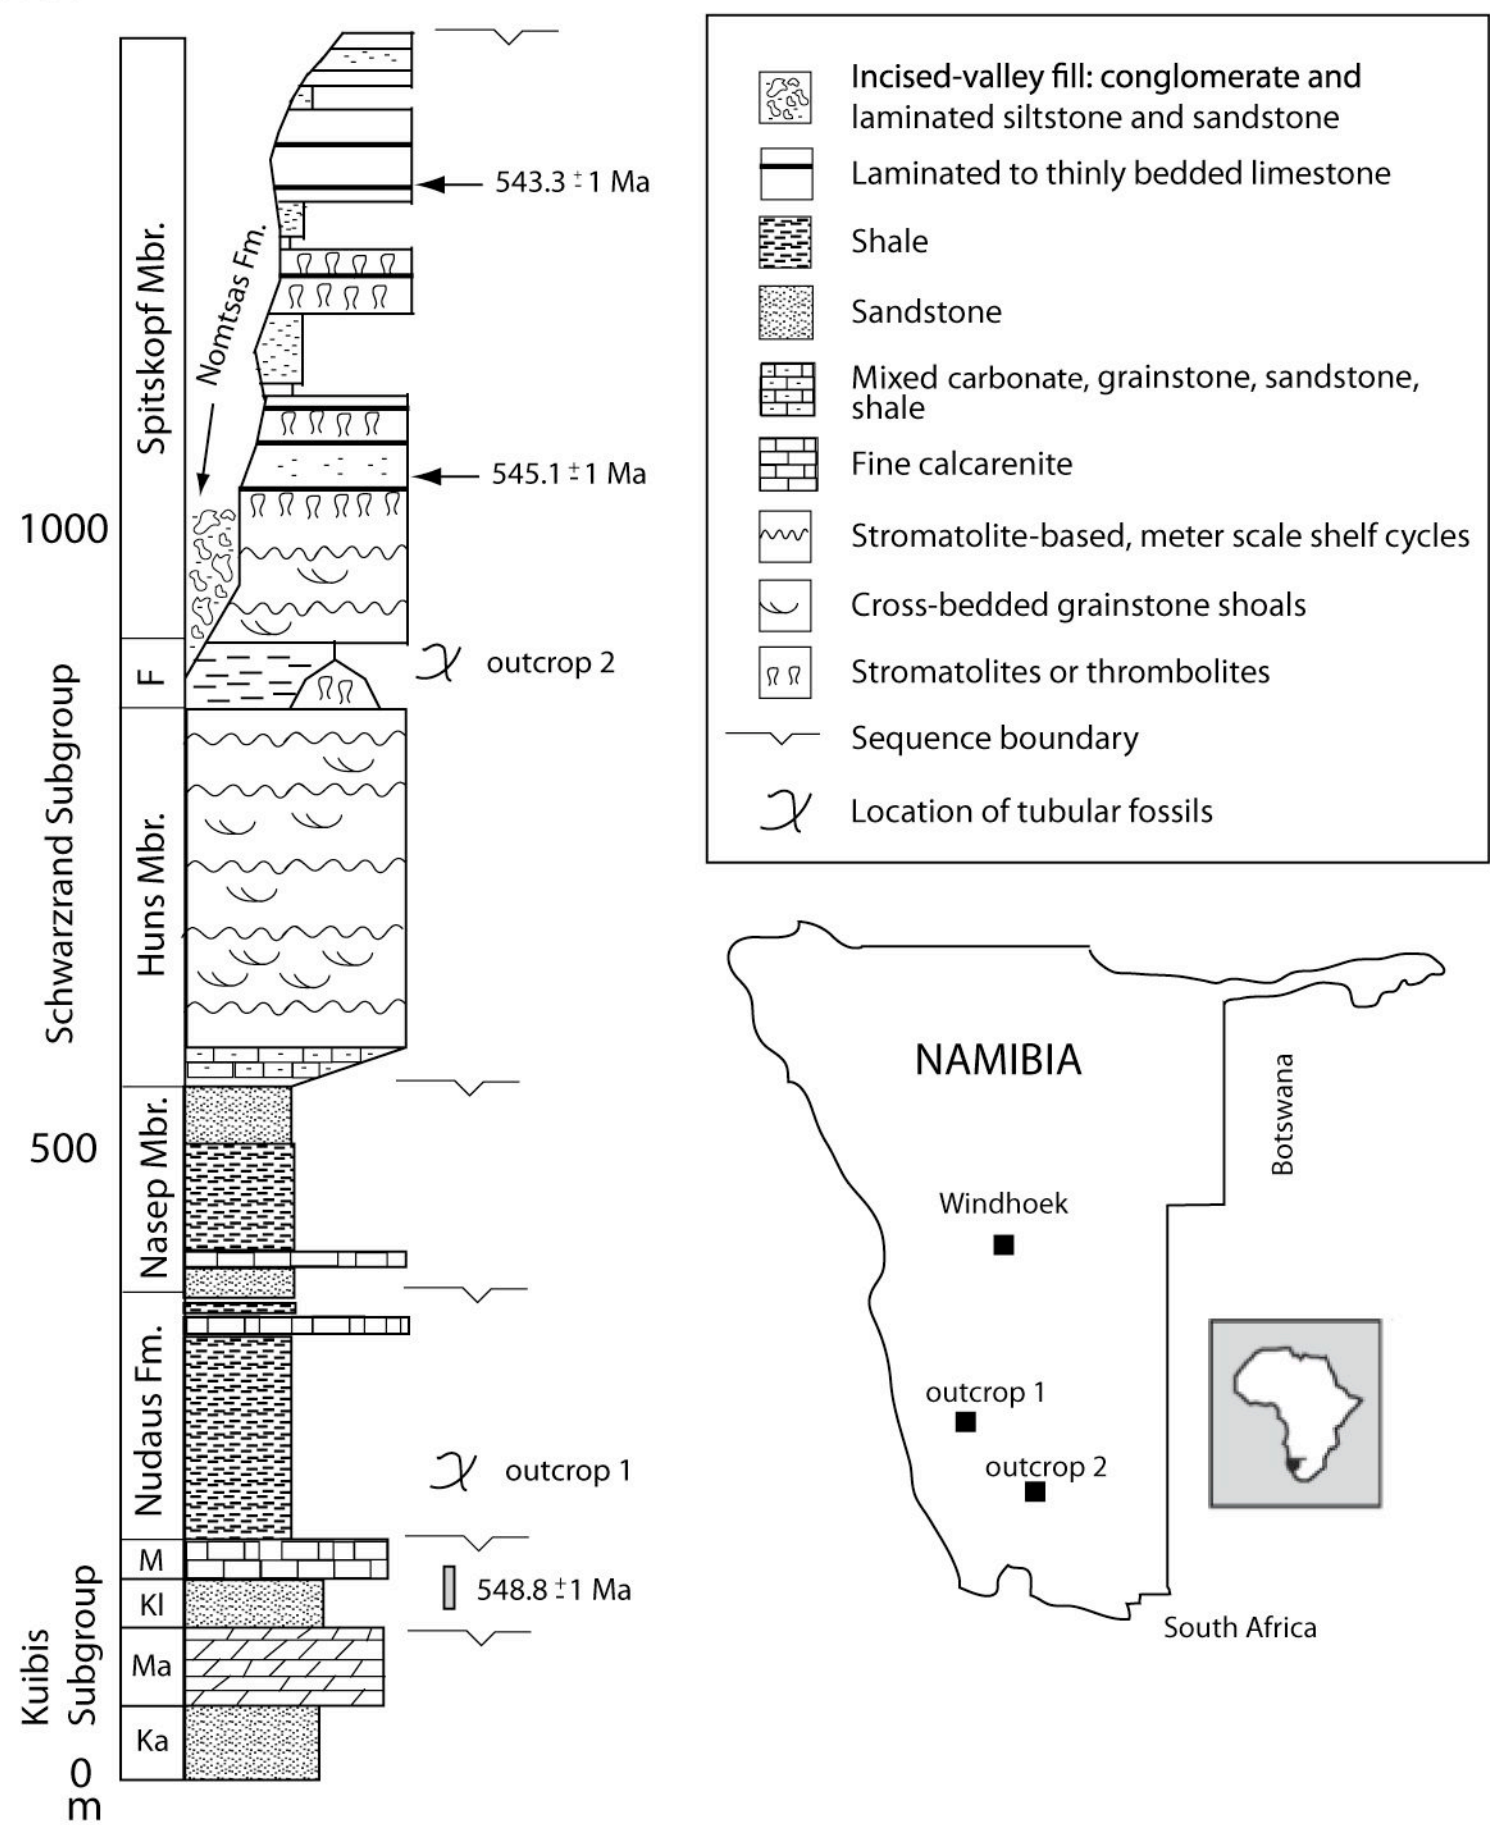 Spitskopf Mbr.
Nomtsas Fm.
543.3 ± 1 Ma
545.1 ± 1 Ma
1000
F
outcrop 2
Schwarzrand Subgroup
Huns Mbr.
500
Nasep Mbr.
Nudaus Fm.
outcrop 1
M
Kl
548.8 ± 1 Ma
Kuibis
Subgroup
Ma
Ka
0
m
Incised-valley fill: conglomerate and
laminated siltstone and sandstone
Laminated to thinly bedded limestone
Shale
Sandstone
Mixed carbonate, grainstone, sandstone,
shale
Fine calcarenite
Stromatolite-based, meter scale shelf cycles
Cross-bedded grainstone shoals
Stromatolites or thrombolites
Sequence boundary
Location of tubular fossils
NAMIBIA
Botswana
Windhoek
outcrop 1
outcrop 2
South Africa